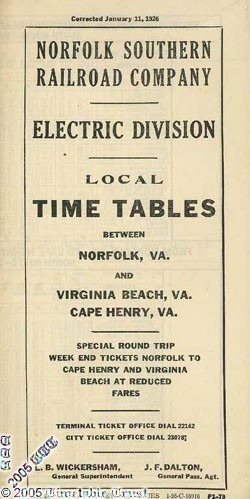 Corrected January 11, 1926
NORFOLK SOUTHERN
RAILROAD COMPANY
ELECTRIC DIVISION
LOCAL
TIME TABLES
BETWEEN
NORFOLK, VA.
AND
VIRGINIA BEACH, VA.
CAPE HENRY, VA.
SPECIAL ROUND TRIP
WEEK END TICKETS NORFOLK TO
CAPE HENRY AND VIRGINIA
BEACH AT REDUCED
FARES
TERMINAL TICKET OFFICE DIAL 22142
CITY TICKET OFFICE DIAL 23078]
L. B. WICKERSHAM,
General Superintendent
J. F. DALTON,
General Pass. Agt.
2005
© 2005